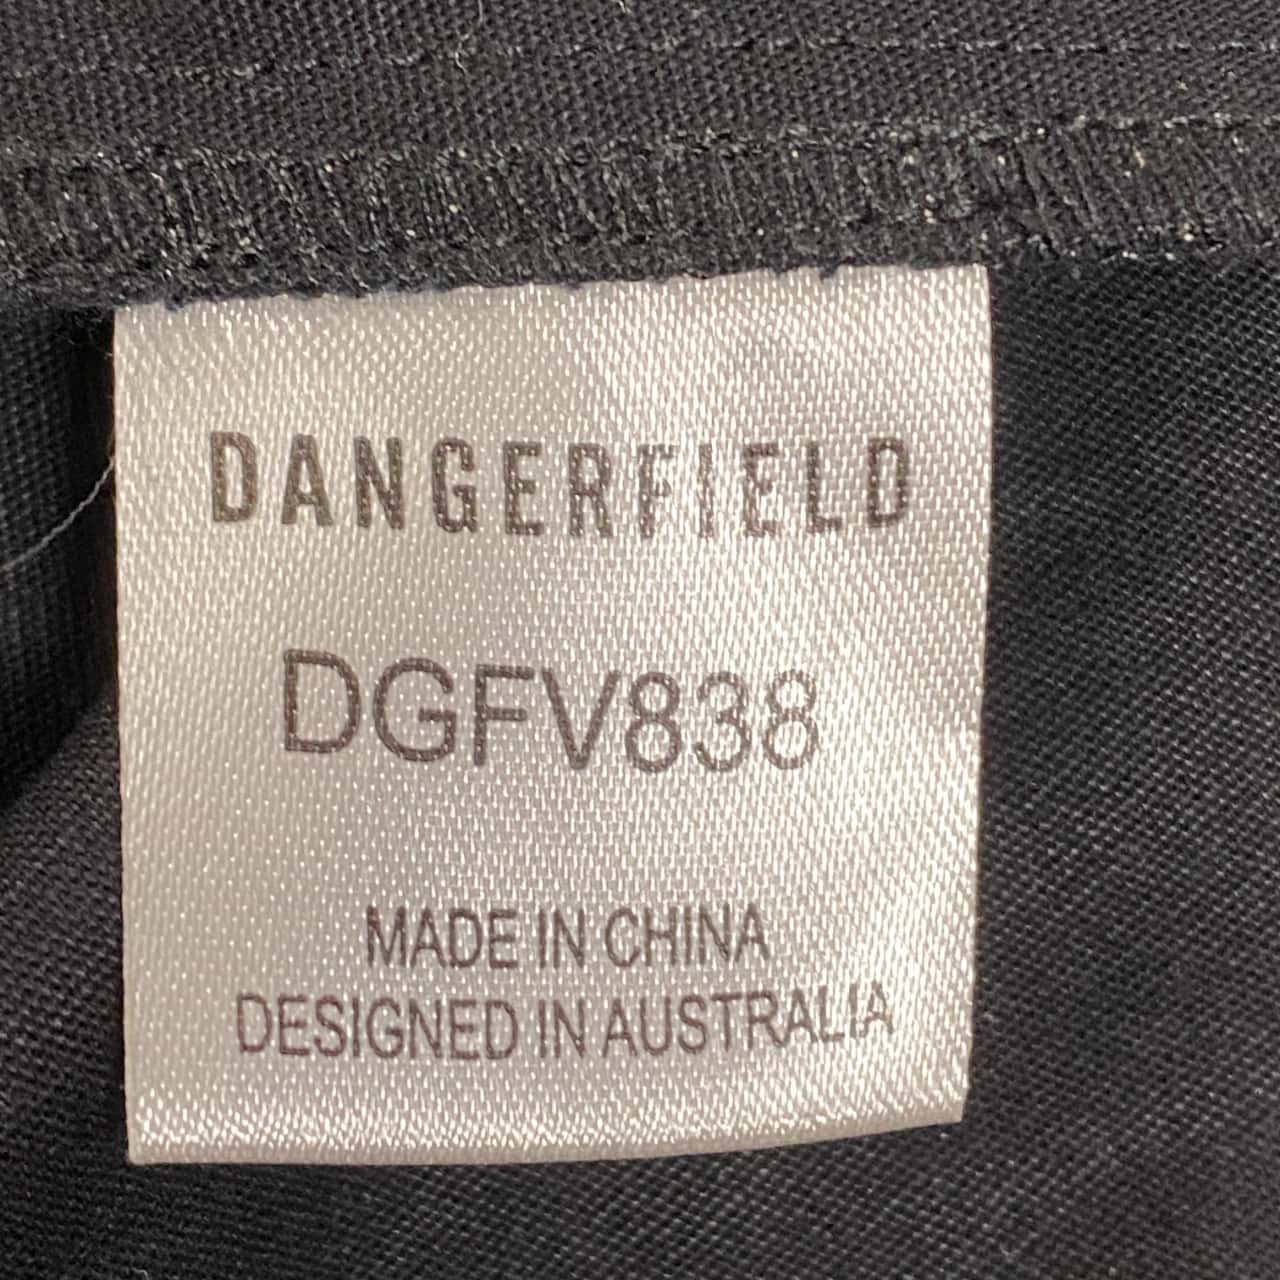 DANGERFIELD
DGFV838
MADE IN CHINA
DESIGNED IN AUSTRALIA